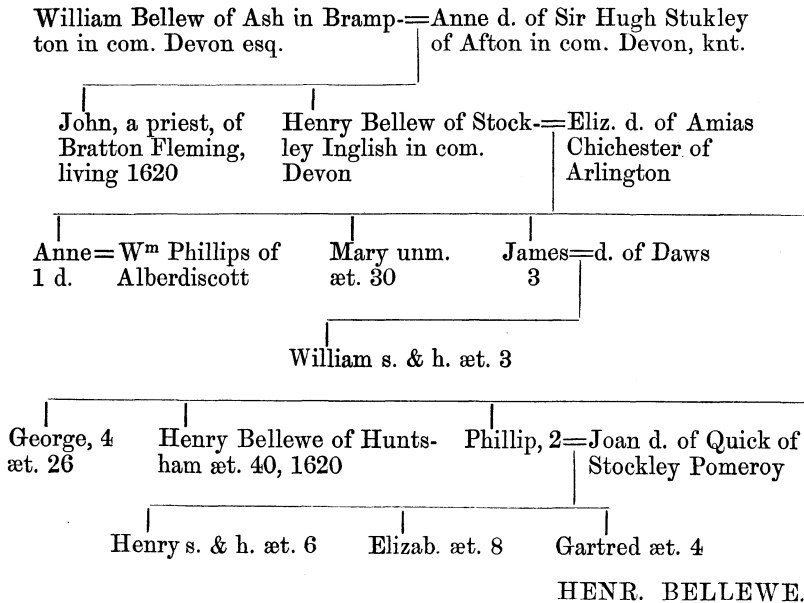 William Bellew of Ash in Bramp-=Anne d. of Sir Hugh Stukley
ton in com. Devon esq. of Afton in com. Devon, knt.
John, a priest, of
Bratton Fleming,
living 1620
Henry Bellew of Stock-=Eliz. d. of Amias
ley Inglish in com. Chichester of
Devon Arlington
Anne=Wm Phillips of
1 d. Alberdiscott
Mary unm.
æt. 30
James=d. of Daws
3
William s. & h. æt. 3
George, 4
æt. 26
Henry Bellewe of Hunts-
ham æt. 40, 1620
Phillip, 2=Joan d. of Quick of
Stockley Pomeroy
Henry s. & h. æt. 6
Elizab. æt. 8
Gartred æt. 4
HENR. BELLEWE.